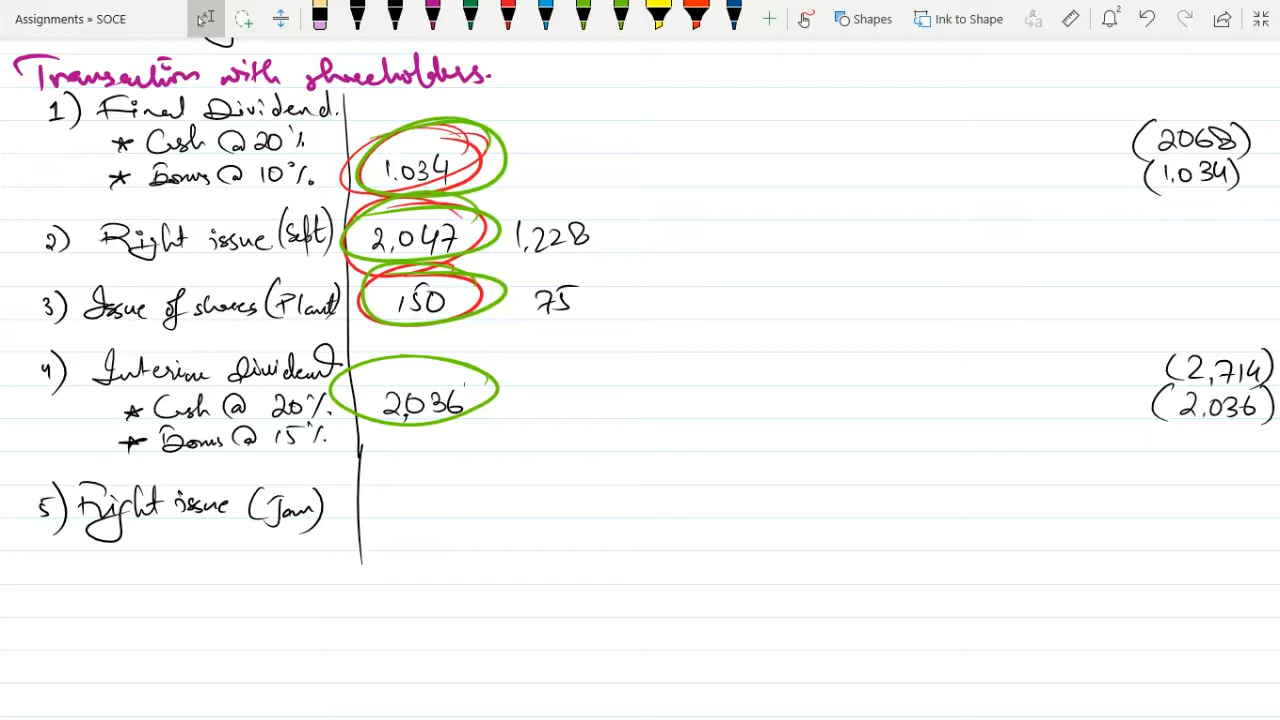 Assignments » SOCE
Shapes
Ink to Shape
2
Transaction with shareholders.
1) Final Dividend.
* Cash @ 20% (2068)
* Bonus @ 10%. 1.034 (1.034)
2) Right issue (Sept) 2,047 1,228
3) Issue of shares (Plant) 150 75
4) Interim Dividend (2,714)
* Cash @ 20%. 2,036 (2,036)
* Bonus @ 15%.
5) Right issue (Jan)